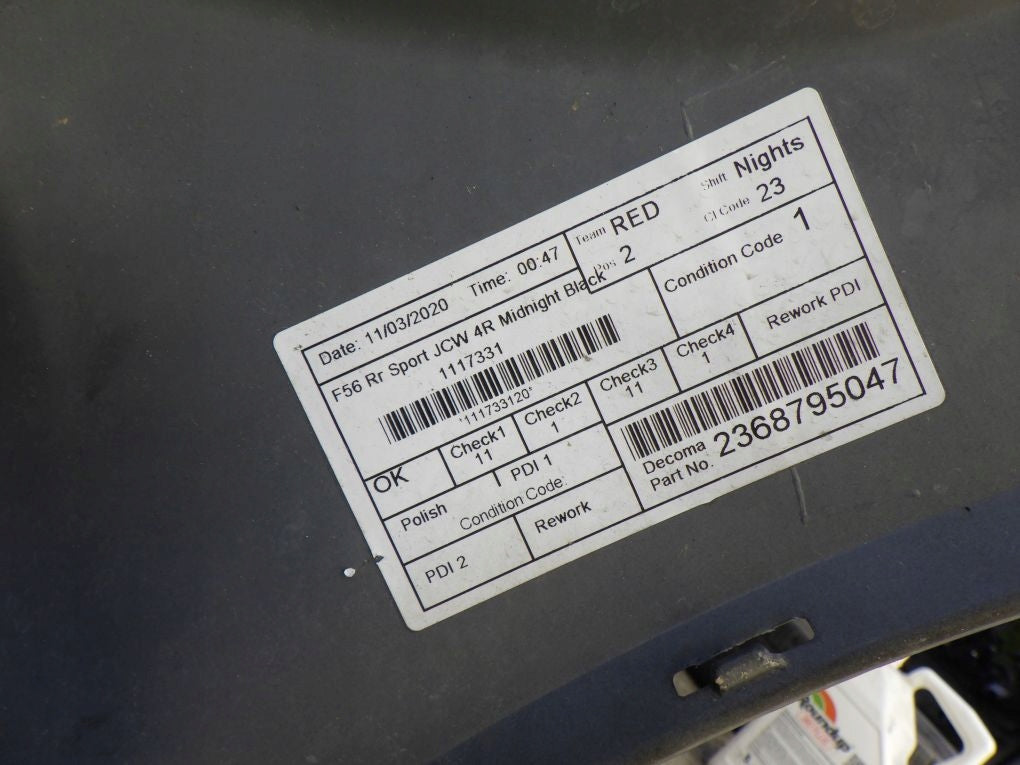 Date: 11/03/2020 Time: 00:47
Team RED Shift Nights
Pos 2 CI Code 23
F56 Rr Sport JCW 4R Midnight Black
1117331
*111733120*
Condition Code 1
OK
Check1 11
Check2 1
Check3 11
Check4 1
Rework PDI
Polish
PDI 1
Condition Code:
PDI 2
Rework
Decoma
Part No. 2368795047
Roundup